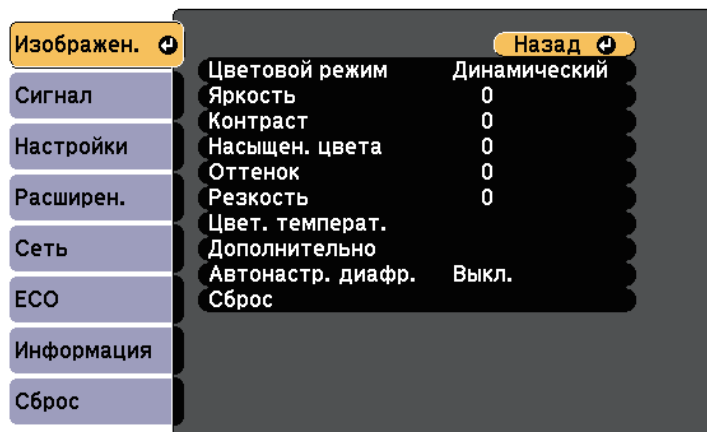 Изображен.
Сигнал
Настройки
Расширен.
Сеть
ECO
Информация
Сброс
Назад
Цветовой режим Динамический
Яркость 0
Контраст 0
Насыщен. цвета 0
Оттенок 0
Резкость 0
Цвет. температ.
Дополнительно
Автонастр. диафр. Выкл.
Сброс